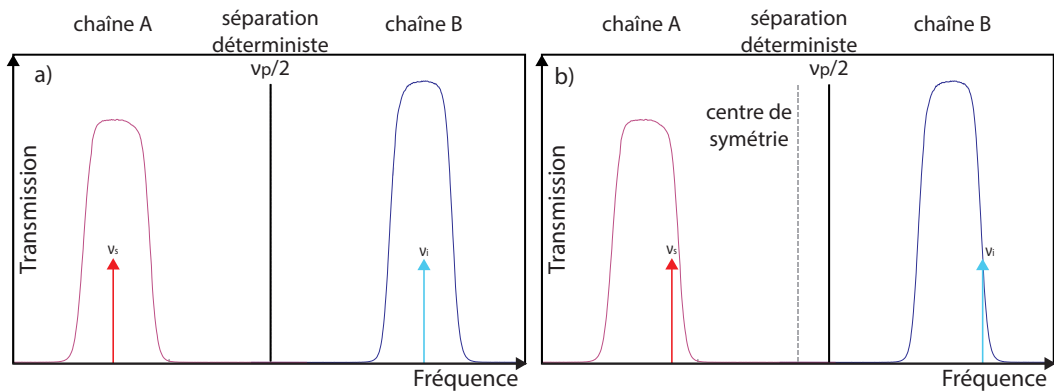 chaîne A
séparation
déterministe
chaîne B
νp/2
a)
Transmission
νs
νi
Fréquence
chaîne A
séparation
déterministe
chaîne B
νp/2
b)
centre de
symétrie
Transmission
νs
νi
Fréquence